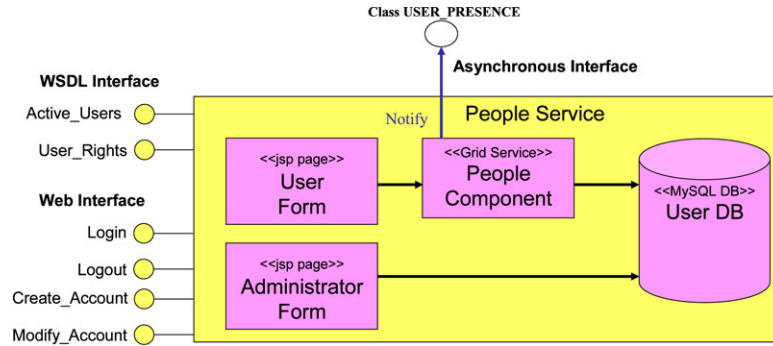 Class USER_PRESENCE
Asynchronous Interface
WSDL Interface
Active_Users
User_Rights
Web Interface
Login
Logout
Create_Account
Modify_Account
Notify
People Service
<<jsp page>>
User
Form
<<Grid Service>>
People
Component
<<MySQL DB>>
User DB
<<jsp page>>
Administrator
Form